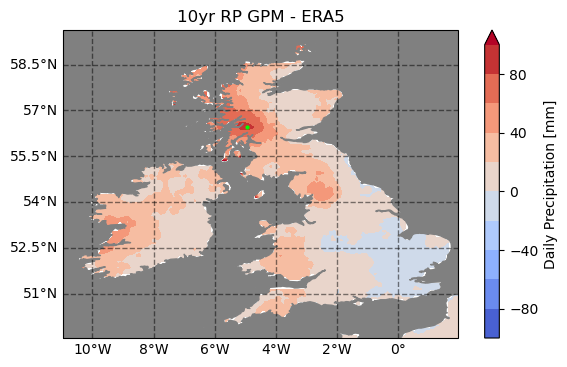 10yr RP GPM - ERA5
58.5°N
57°N
55.5°N
54°N
52.5°N
51°N
10°W 8°W 6°W 4°W 2°W 0°
80
40
0
−40
−80
Daily Precipitation [mm]